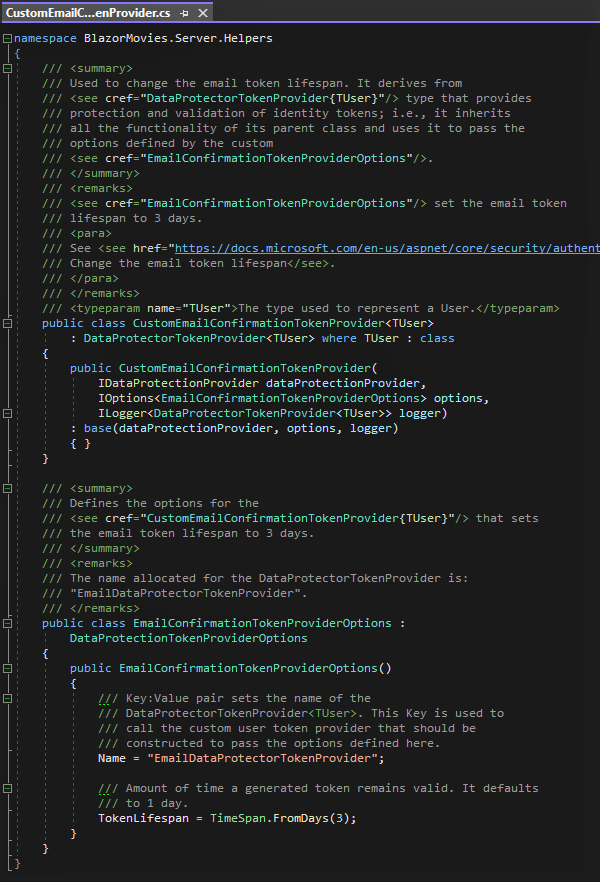 CustomEmailC...enProvider.cs
namespace BlazorMovies.Server.Helpers
{
/// <summary>
/// Used to change the email token lifespan. It derives from
/// <see cref="DataProtectorTokenProvider{TUser}"/> type that provides
/// protection and validation of identity tokens; i.e., it inherits
/// all the functionality of its parent class and uses it to pass the
/// options defined by the custom
/// <see cref="EmailConfirmationTokenProviderOptions"/>.
/// </summary>
/// <remarks>
/// <see cref="EmailConfirmationTokenProviderOptions"/> set the email token
/// lifespan to 3 days.
/// <para>
/// See <see href="https://docs.microsoft.com/en-us/aspnet/core/security/authent
/// Change the email token lifespan</see>.
/// </para>
/// </remarks>
/// <typeparam name="TUser">The type used to represent a User.</typeparam>
public class CustomEmailConfirmationTokenProvider<TUser>
: DataProtectorTokenProvider<TUser> where TUser : class
{
public CustomEmailConfirmationTokenProvider(
IDataProtectionProvider dataProtectionProvider,
IOptions<EmailConfirmationTokenProviderOptions> options,
ILogger<DataProtectorTokenProvider<TUser>> logger)
: base(dataProtectionProvider, options, logger)
{ }
}
/// <summary>
/// Defines the options for the
/// <see cref="CustomEmailConfirmationTokenProvider{TUser}"/> that sets
/// the email token lifespan to 3 days.
/// </summary>
/// <remarks>
/// The name allocated for the DataProtectorTokenProvider is:
/// "EmailDataProtectorTokenProvider".
/// </remarks>
public class EmailConfirmationTokenProviderOptions :
DataProtectionTokenProviderOptions
{
public EmailConfirmationTokenProviderOptions()
{
/// Key:Value pair sets the name of the
/// DataProtectorTokenProvider<TUser>. This Key is used to
/// call the custom user token provider that should be
/// constructed to pass the options defined here.
Name = "EmailDataProtectorTokenProvider";
/// Amount of time a generated token remains valid. It defaults
/// to 1 day.
TokenLifespan = TimeSpan.FromDays(3);
}
}
}